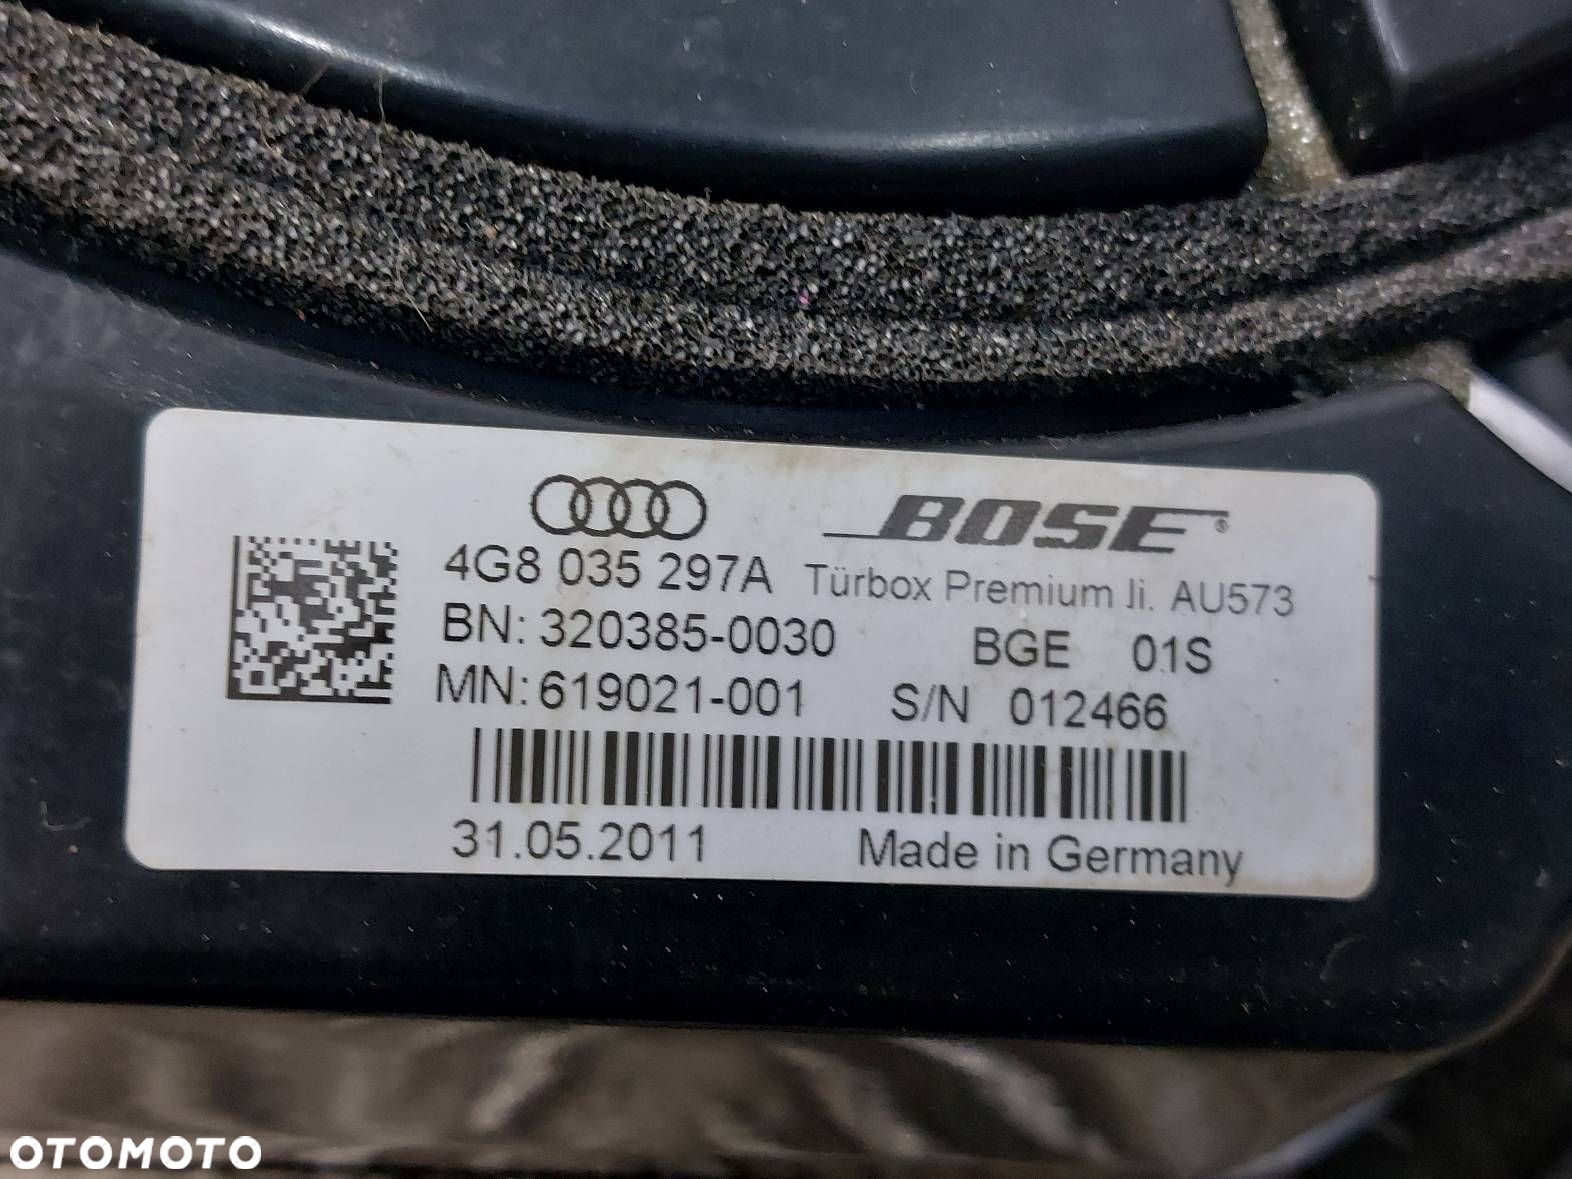 BOSE®
4G8 035 297A Türbox Premium li. AU573
BN: 320385-0030 BGE 01S
MN: 619021-001 S/N 012466
31.05.2011 Made in Germany
OTOMOTO